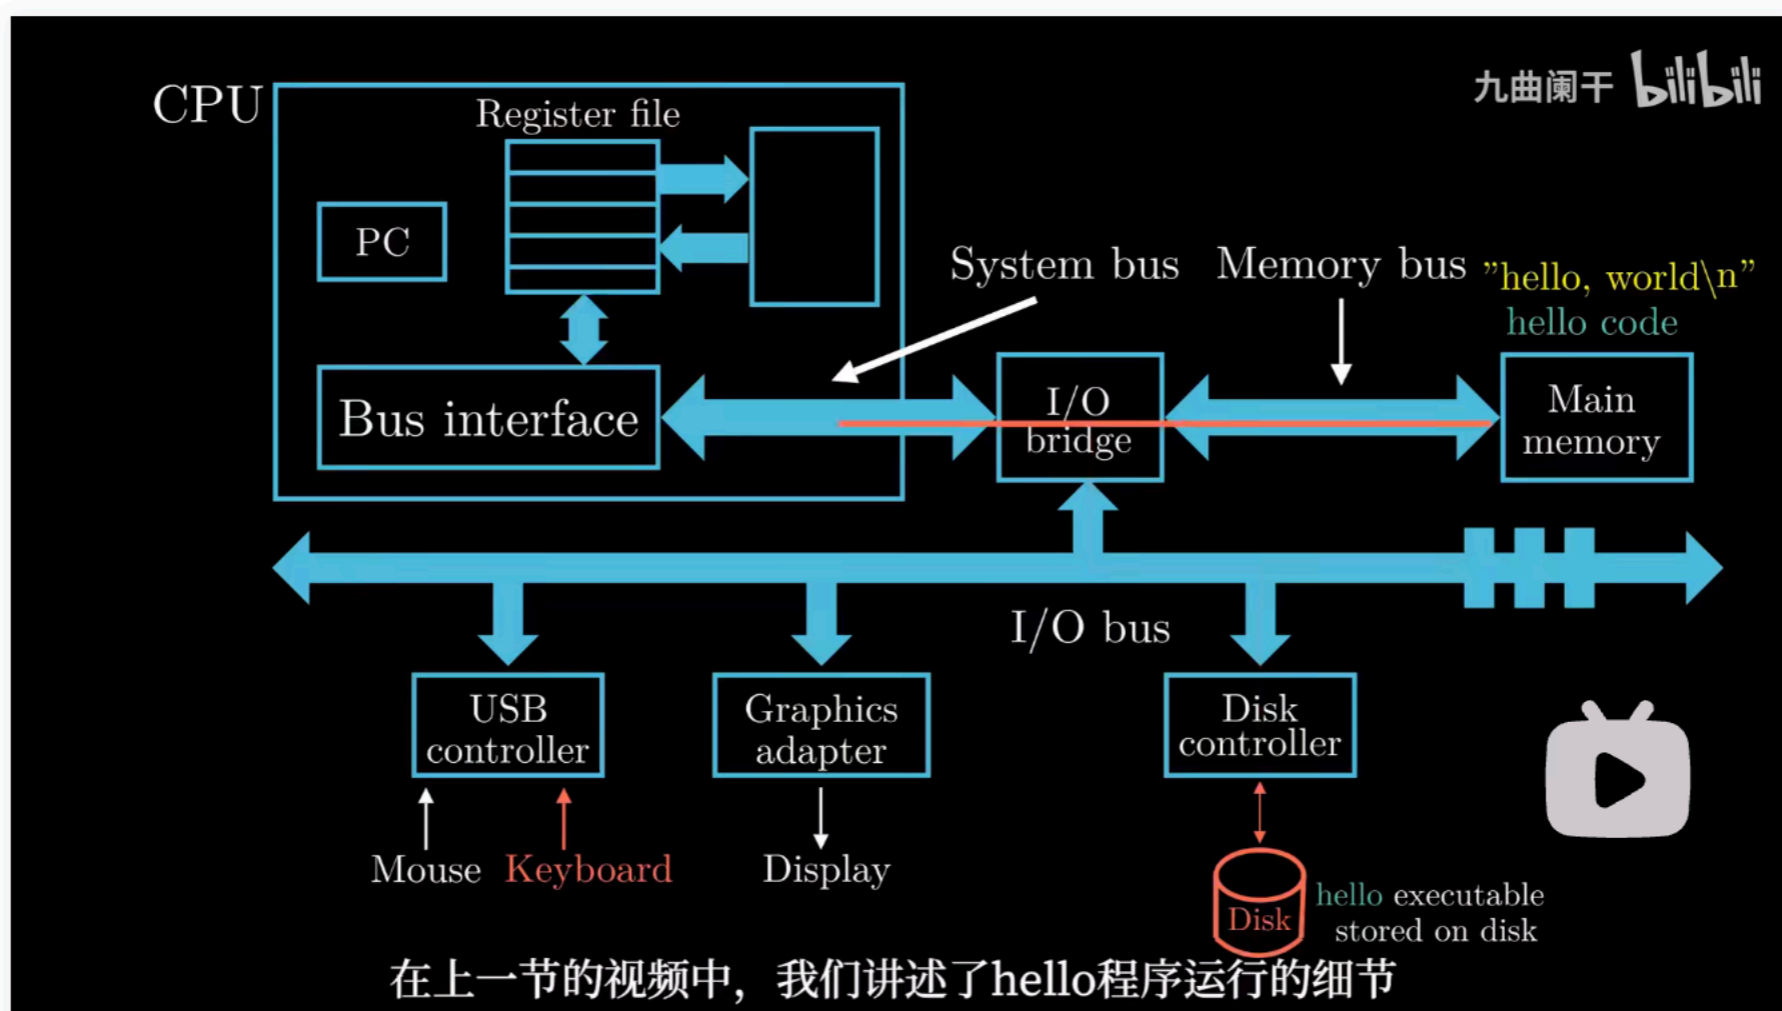 九曲阑干 bilibili
CPU
Register file
PC
System bus
Memory bus
"hello, world\n"
hello code
Bus interface
I/O
bridge
Main
memory
I/O bus
USB
controller
Graphics
adapter
Disk
controller
Mouse
Keyboard
Display
Disk
hello executable
stored on disk
在上一节的视频中，我们讲述了hello程序运行的细节